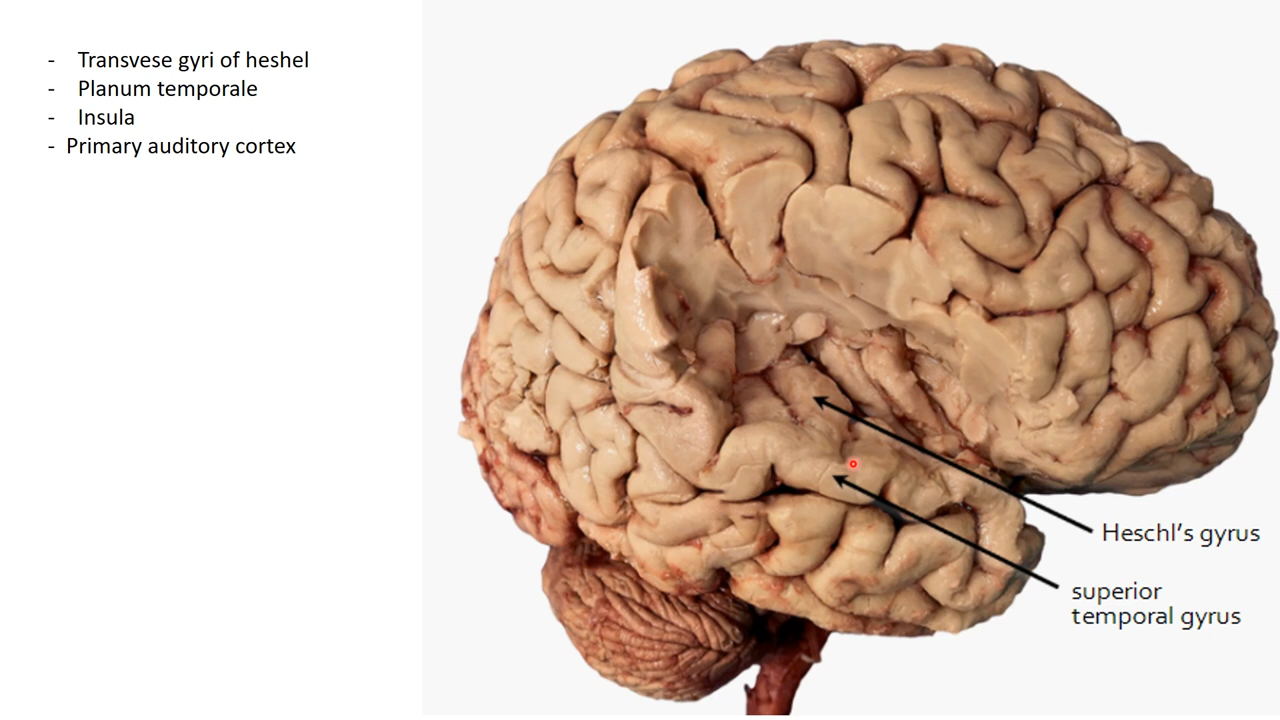 - Transvese gyri of heshel
- Planum temporale
- Insula
- Primary auditory cortex
Heschl's gyrus
superior
temporal gyrus